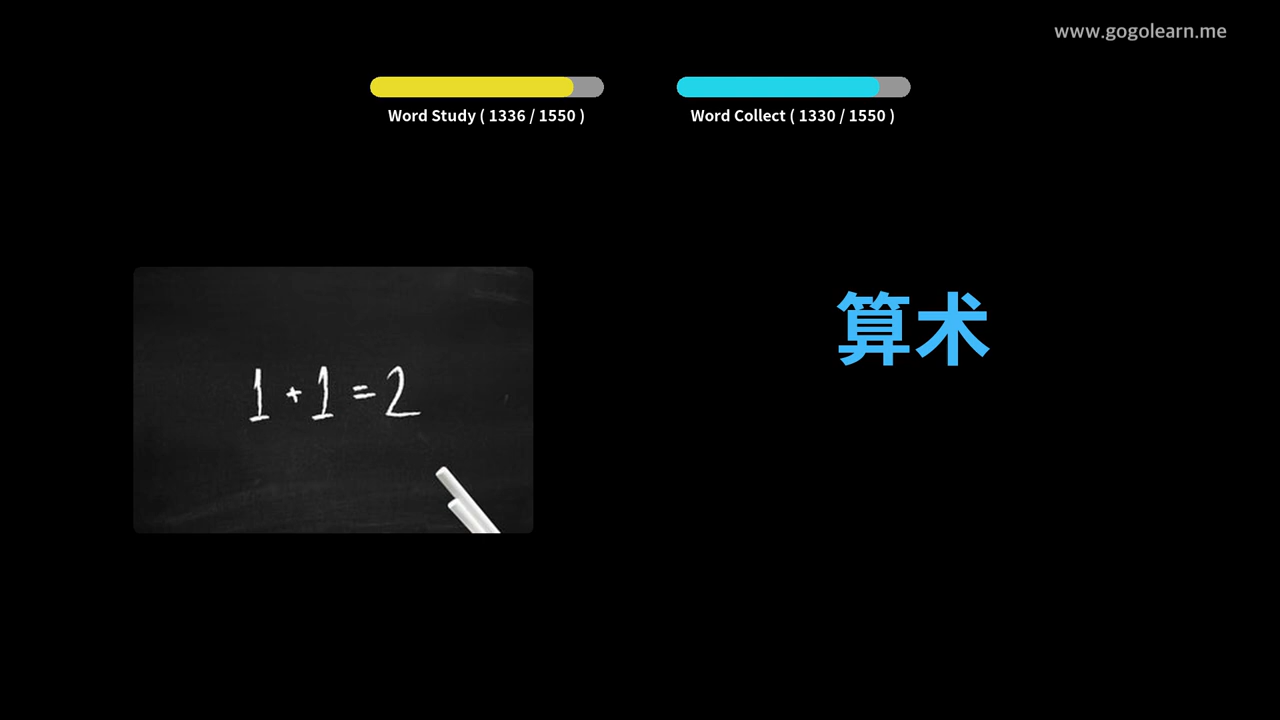 www.gogolearn.me
Word Study ( 1336 / 1550 )
Word Collect ( 1330 / 1550 )
算术
1 + 1 = 2